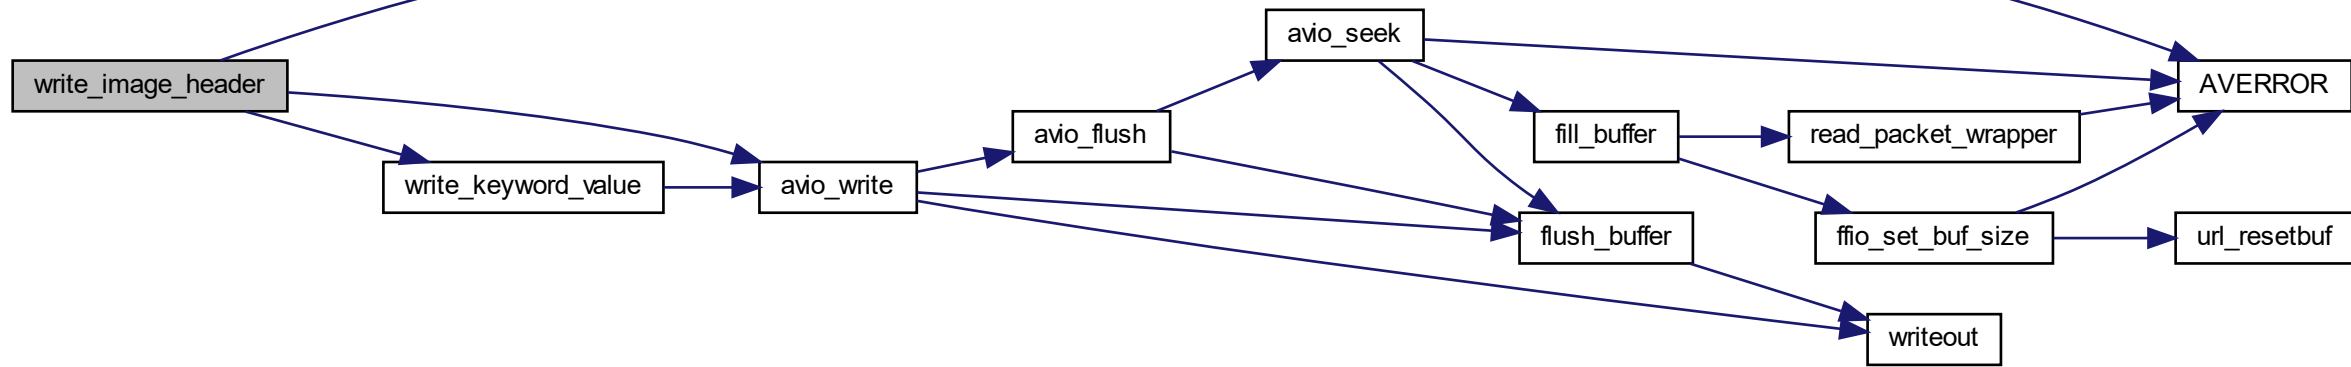 write_image_header
write_keyword_value
avio_write
avio_flush
avio_seek
fill_buffer
flush_buffer
read_packet_wrapper
ffio_set_buf_size
writeout
AVERROR
url_resetbuf